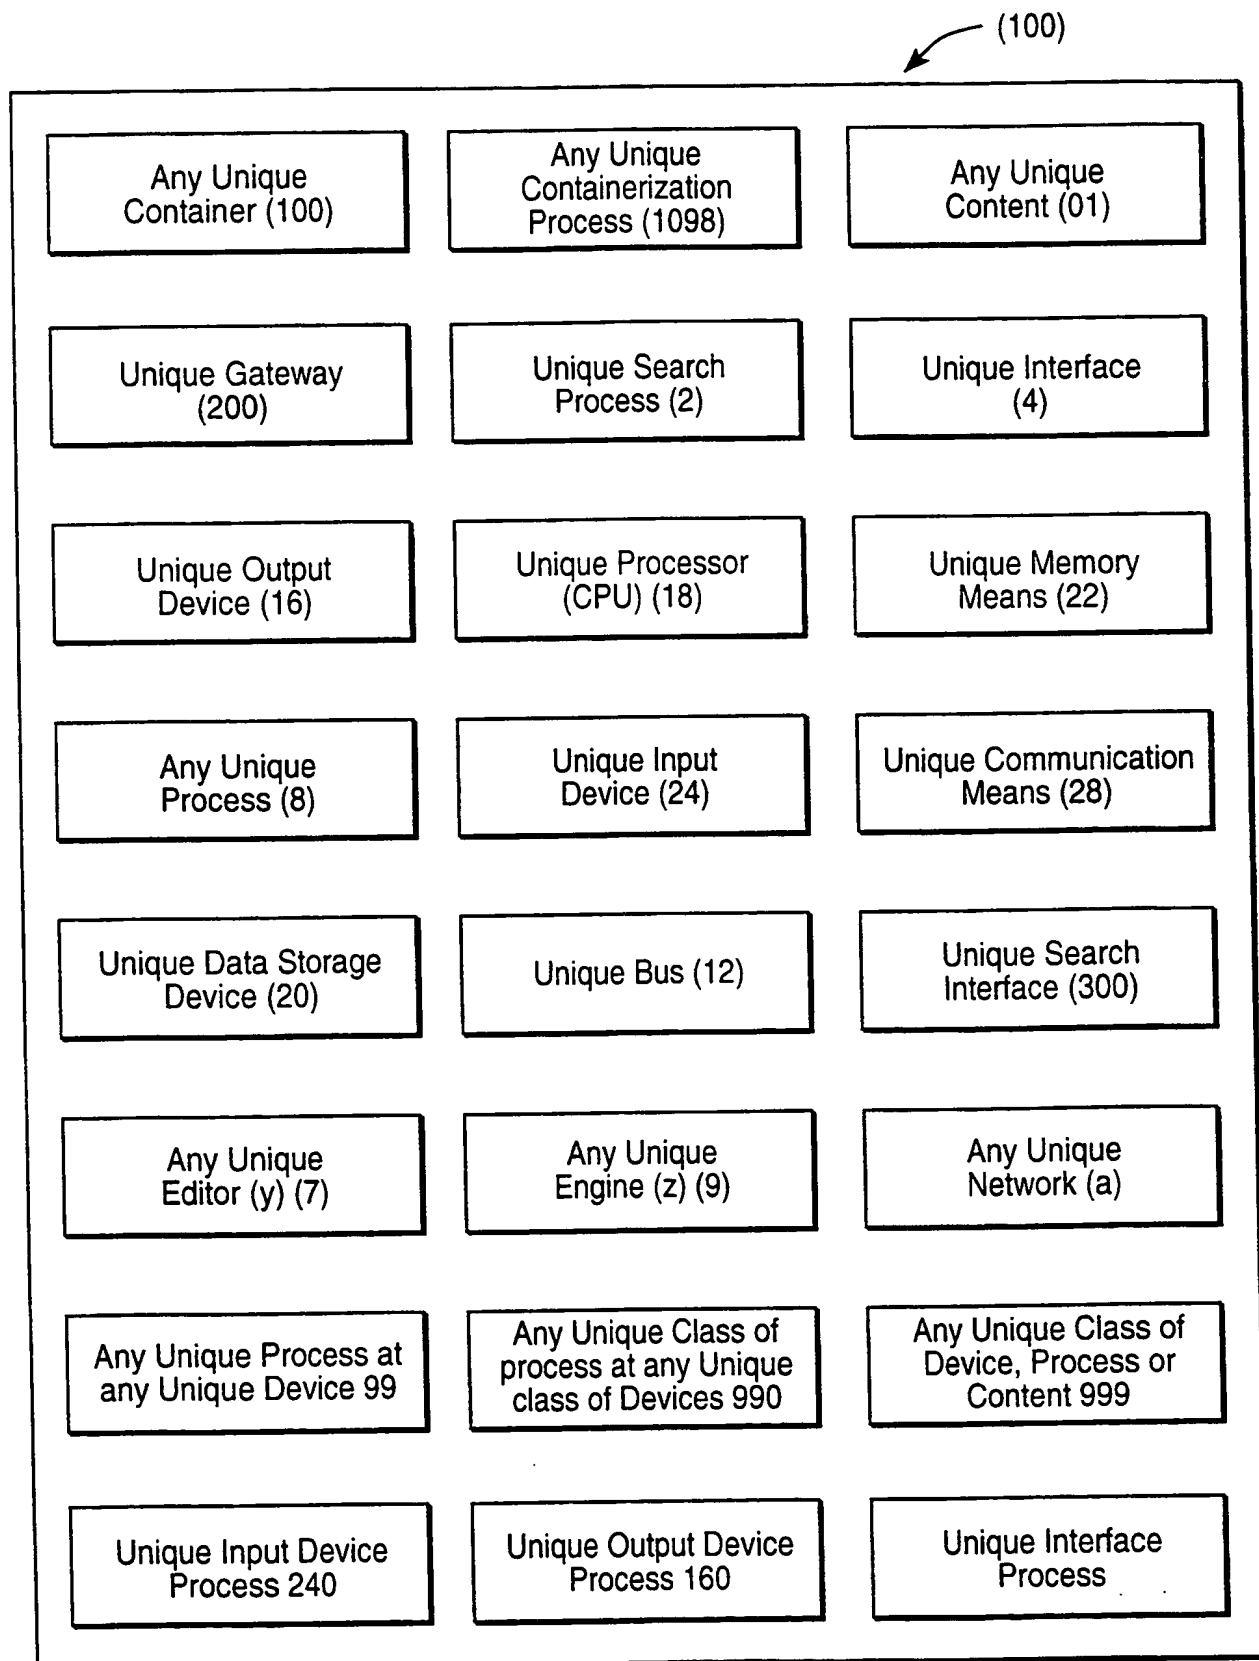 (100)
Any Unique
Container (100)
Any Unique
Containerization
Process (1098)
Any Unique
Content (01)
Unique Gateway
(200)
Unique Search
Process (2)
Unique Interface
(4)
Unique Output
Device (16)
Unique Processor
(CPU) (18)
Unique Memory
Means (22)
Any Unique
Process (8)
Unique Input
Device (24)
Unique Communication
Means (28)
Unique Data Storage
Device (20)
Unique Bus (12)
Unique Search
Interface (300)
Any Unique
Editor (y) (7)
Any Unique
Engine (z) (9)
Any Unique
Network (a)
Any Unique Process at
any Unique Device 99
Any Unique Class of
process at any Unique
class of Devices 990
Any Unique Class of
Device, Process or
Content 999
Unique Input Device
Process 240
Unique Output Device
Process 160
Unique Interface
Process